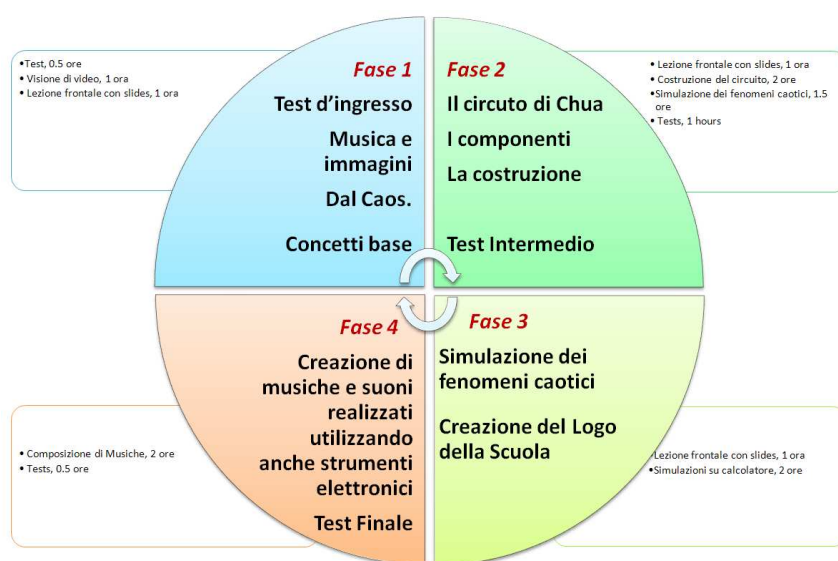 •Test, 0.5 ore
• Visione di video, 1 ora
• Lezione frontale con slides, 1 ora
Fase 1
Test d'ingresso
Musica e
immagini
Dal Caos.
Concetti base
Fase 2
Il circuto di Chua
I componenti
La costruzione
Test Intermedio
• Lezione frontale con slides, 1 ora
• Costruzione del circuito, 2 ore
•Simulazione dei fenomeni caotici, 1.5
ore
• Tests, 1 hours
Fase 4
Creazione di
musiche e suoni
realizzati
utilizzando
anche strumenti
elettronici
Test Finale
• Composizione di Musiche, 2 ore
• Tests, 0.5 ore
Fase 3
Simulazione dei
fenomeni caotici
Creazione del Logo
della Scuola
•Lezione frontale con slides, 1 ora
•Simulazioni su calcolatore, 2 ore